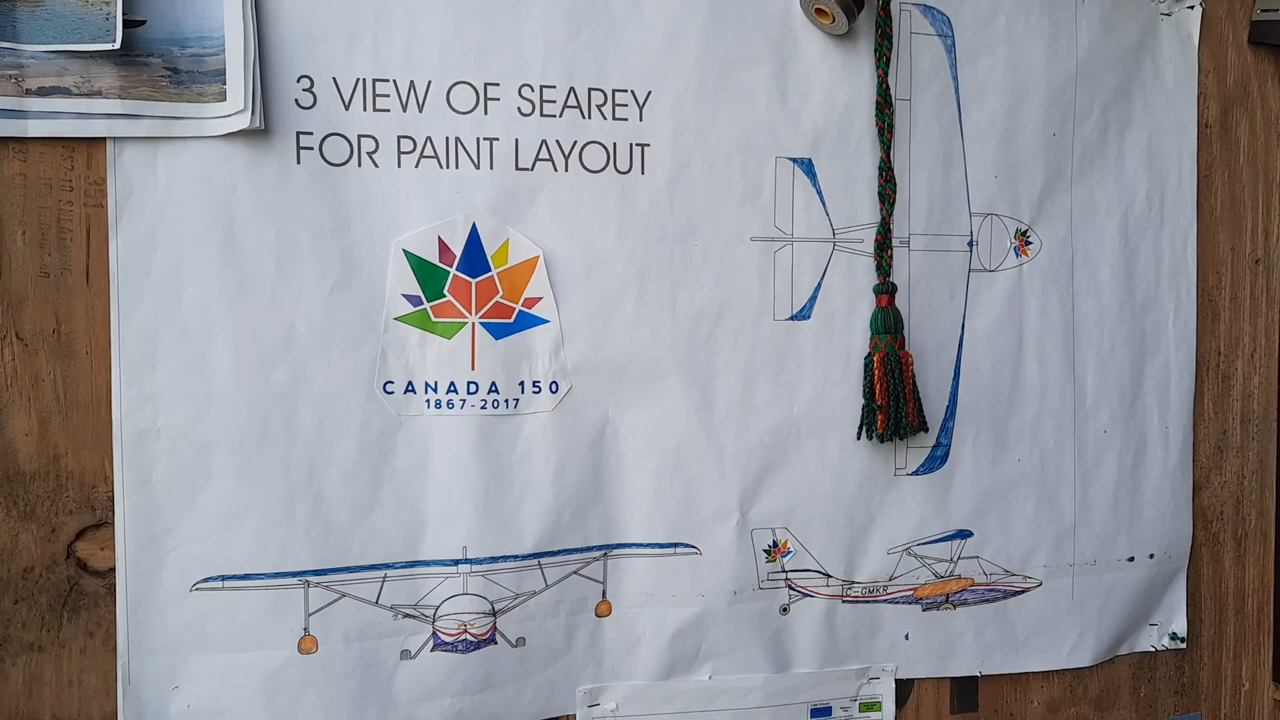 3 VIEW OF SEAREY
FOR PAINT LAYOUT
CANADA 150
1867-2017
C-GMKR